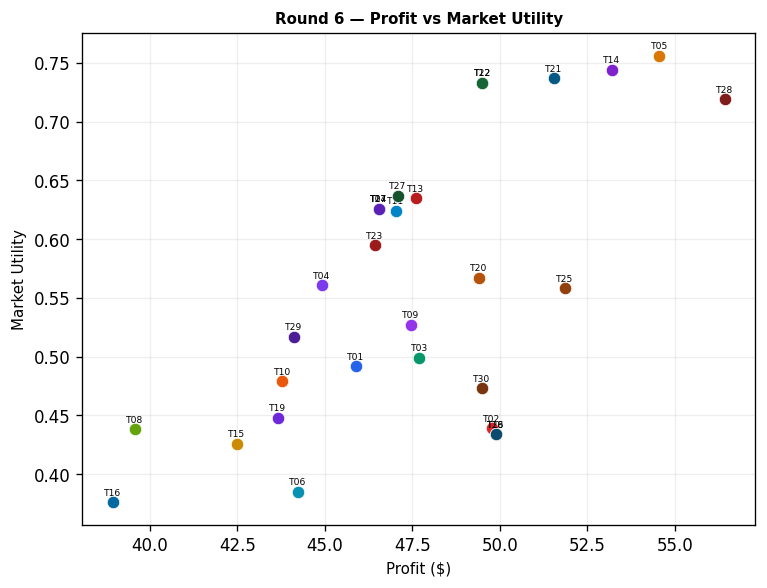 Round 6 — Profit vs Market Utility
T05
0.75
T14
T21
T28
0.70
0.65
T27
T13
Market Utility
0.60
T23
T04
T20
T25
0.55
T29
T09
T03
0.50
T01
T10
T30
0.45
T19
T02
T08
T15
0.40
T06
T16
40.0 42.5 45.0 47.5 50.0 52.5 55.0
Profit ($)